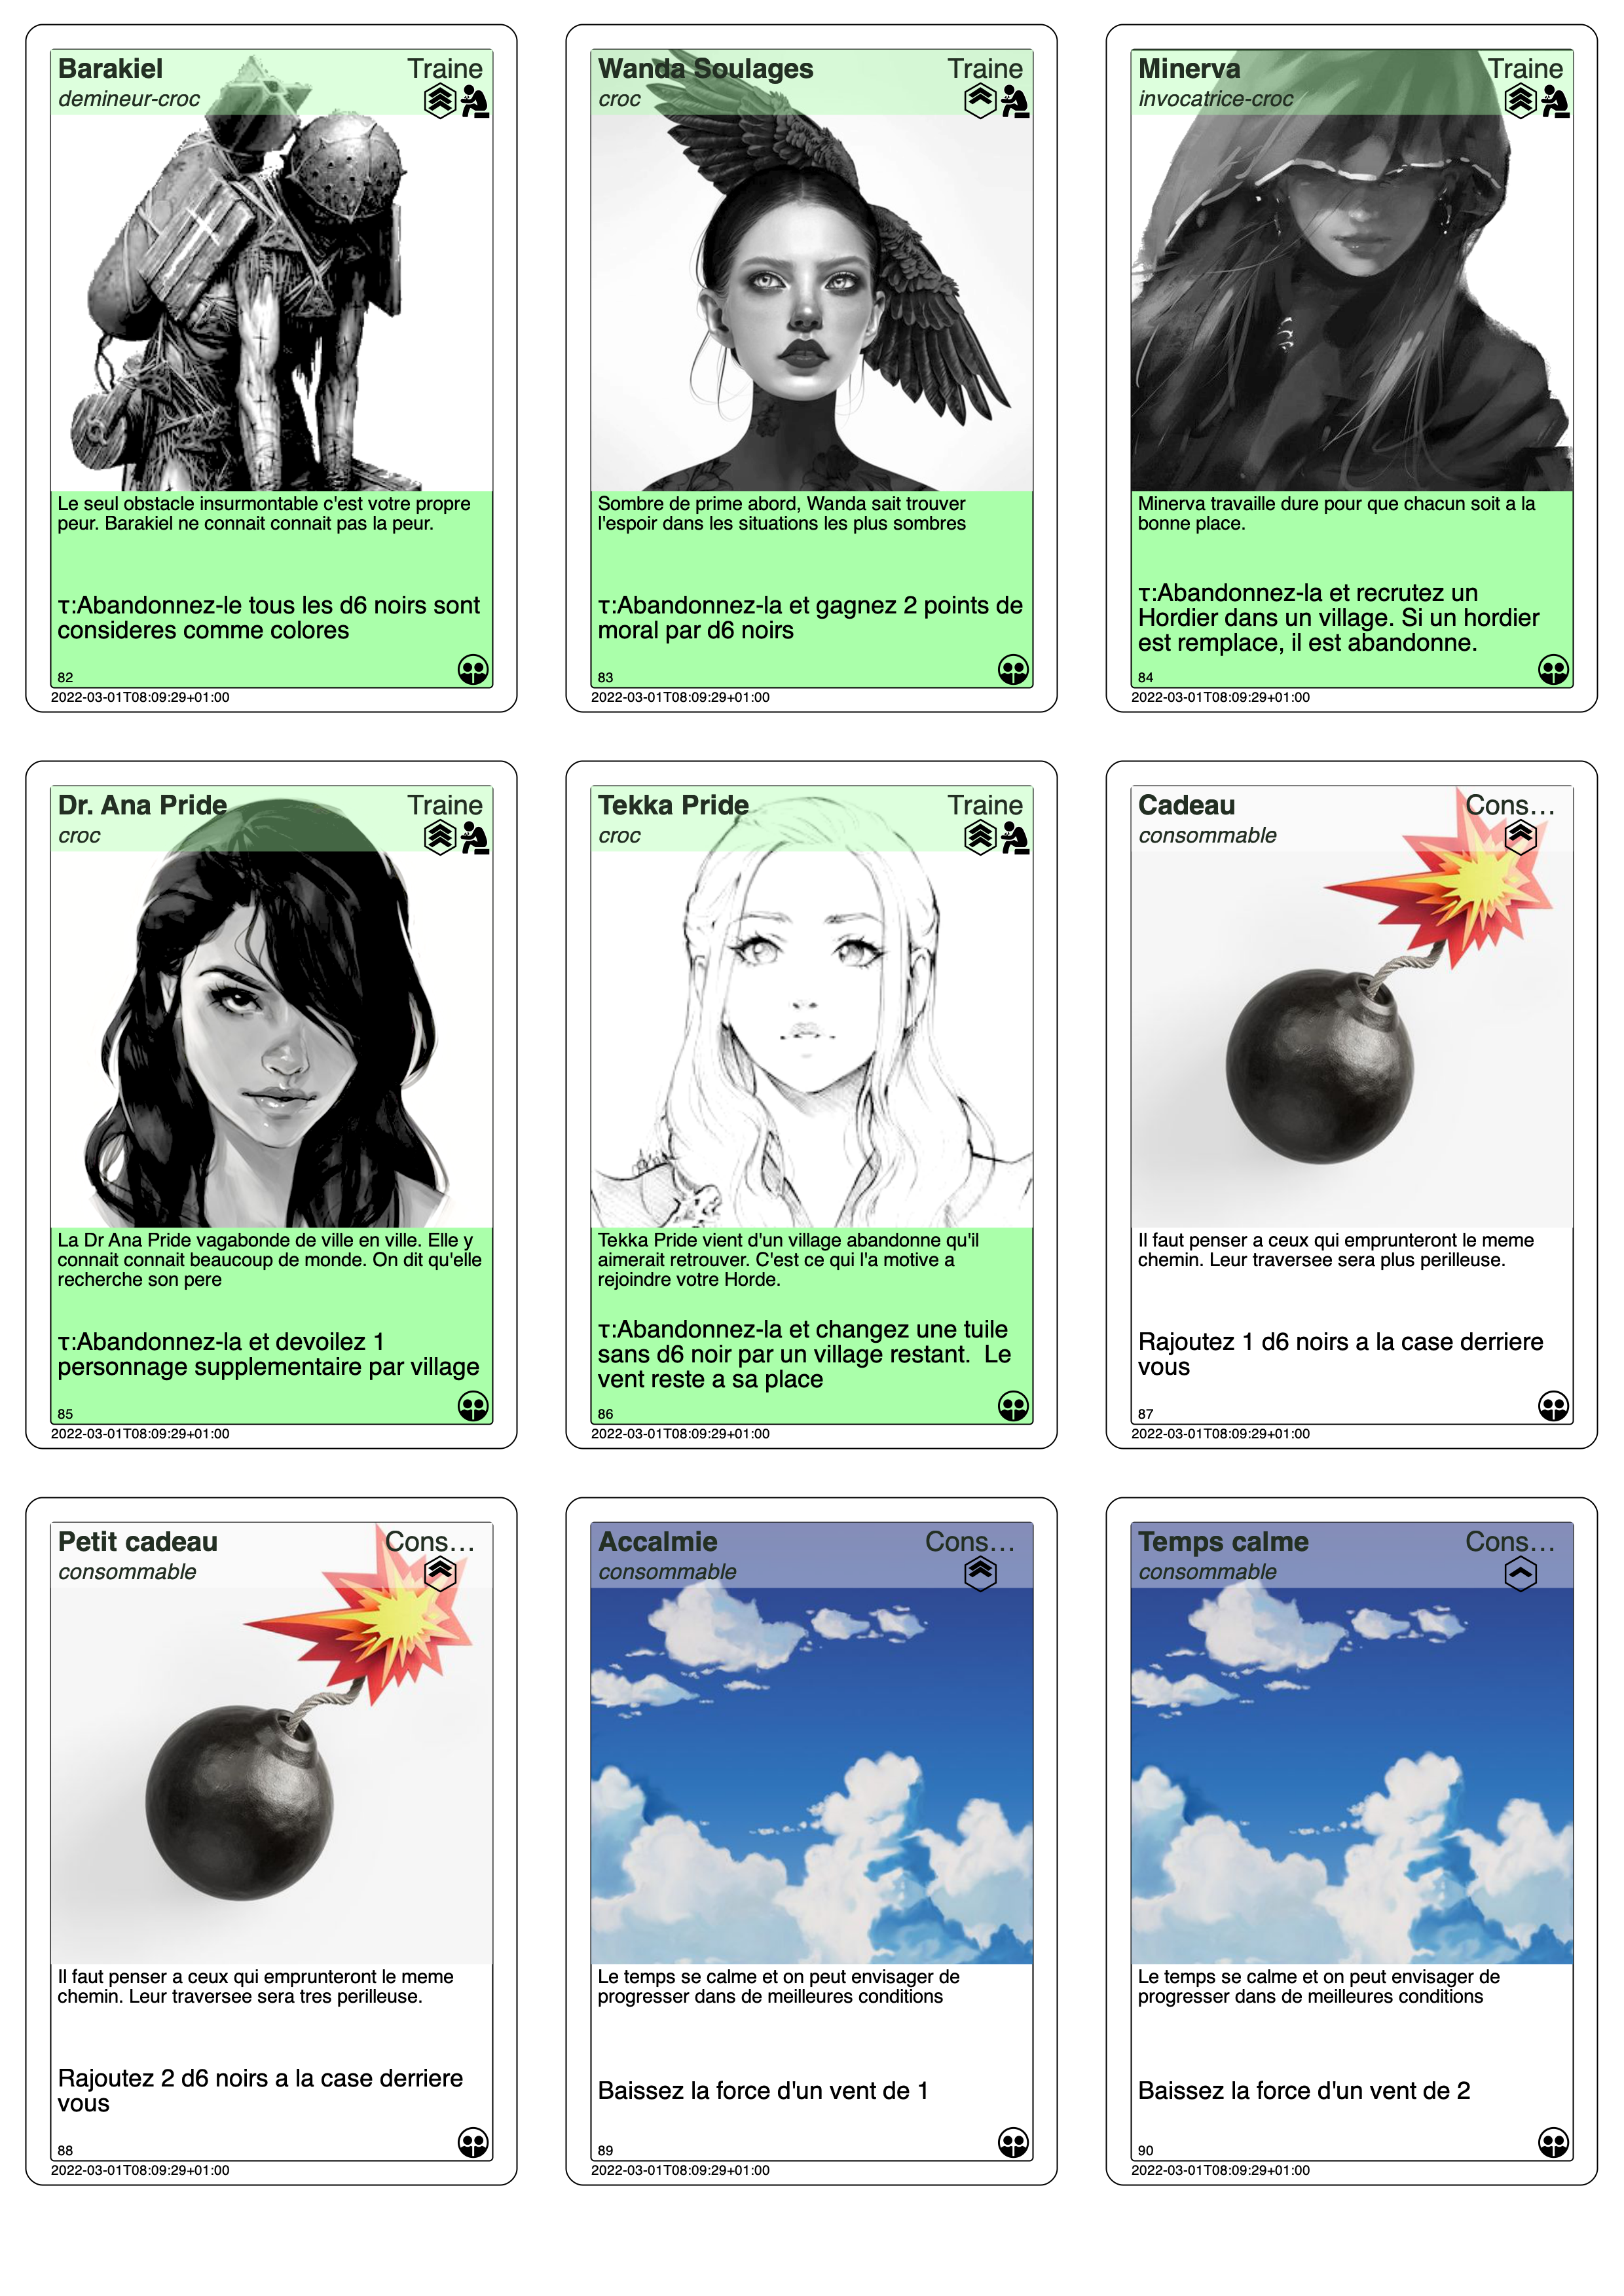 Barakiel Traine
demineur-croc
Le seul obstacle insurmontable c'est votre propre
peur. Barakiel ne connait connait pas la peur.
τ:Abandonnez-le tous les d6 noirs sont
consideres comme colores
82
2022-03-01T08:09:29+01:00
Wanda Soulages Traine
croc
Sombre de prime abord, Wanda sait trouver
l'espoir dans les situations les plus sombres
τ:Abandonnez-la et gagnez 2 points de
moral par d6 noirs
83
2022-03-01T08:09:29+01:00
Minerva Traine
invocatrice-croc
Minerva travaille dure pour que chacun soit a la
bonne place.
τ:Abandonnez-la et recrutez un
Hordier dans un village. Si un hordier
est remplace, il est abandonne.
84
2022-03-01T08:09:29+01:00
Dr. Ana Pride Traine
croc
La Dr Ana Pride vagabonde de ville en ville. Elle y
connait connait beaucoup de monde. On dit qu'elle
recherche son pere
τ:Abandonnez-la et devoilez 1
personnage supplementaire par village
85
2022-03-01T08:09:29+01:00
Tekka Pride Traine
croc
Tekka Pride vient d'un village abandonne qu'il
aimerait retrouver. C'est ce qui l'a motive a
rejoindre votre Horde.
τ:Abandonnez-la et changez une tuile
sans d6 noir par un village restant. Le
vent reste a sa place
86
2022-03-01T08:09:29+01:00
Cadeau Cons…
consommable
Il faut penser a ceux qui emprunteront le meme
chemin. Leur traversee sera plus perilleuse.
Rajoutez 1 d6 noirs a la case derriere
vous
87
2022-03-01T08:09:29+01:00
Petit cadeau Cons…
consommable
Il faut penser a ceux qui emprunteront le meme
chemin. Leur traversee sera tres perilleuse.
Rajoutez 2 d6 noirs a la case derriere
vous
88
2022-03-01T08:09:29+01:00
Accalmie Cons…
consommable
Le temps se calme et on peut envisager de
progresser dans de meilleures conditions
Baissez la force d'un vent de 1
89
2022-03-01T08:09:29+01:00
Temps calme Cons…
consommable
Le temps se calme et on peut envisager de
progresser dans de meilleures conditions
Baissez la force d'un vent de 2
90
2022-03-01T08:09:29+01:00